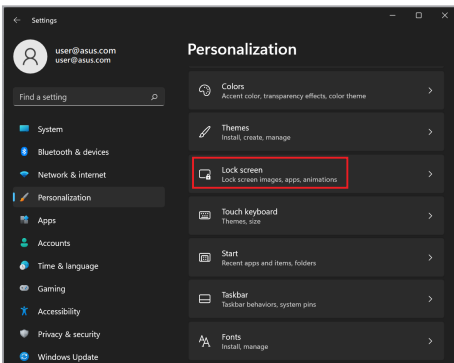 Settings
user@asus.com
user@asus.com
Find a setting
System
Bluetooth & devices
Network & internet
Personalization
Apps
Accounts
Time & language
Gaming
Accessibility
Privacy & security
Windows Update
Personalization
Colors
Accent color, transparency effects, color theme
Themes
Install, create, manage
Lock screen
Lock screen images, apps, animations
Touch keyboard
Themes, size
Start
Recent apps and items, folders
Taskbar
Taskbar behaviors, system pins
Fonts
Install, manage